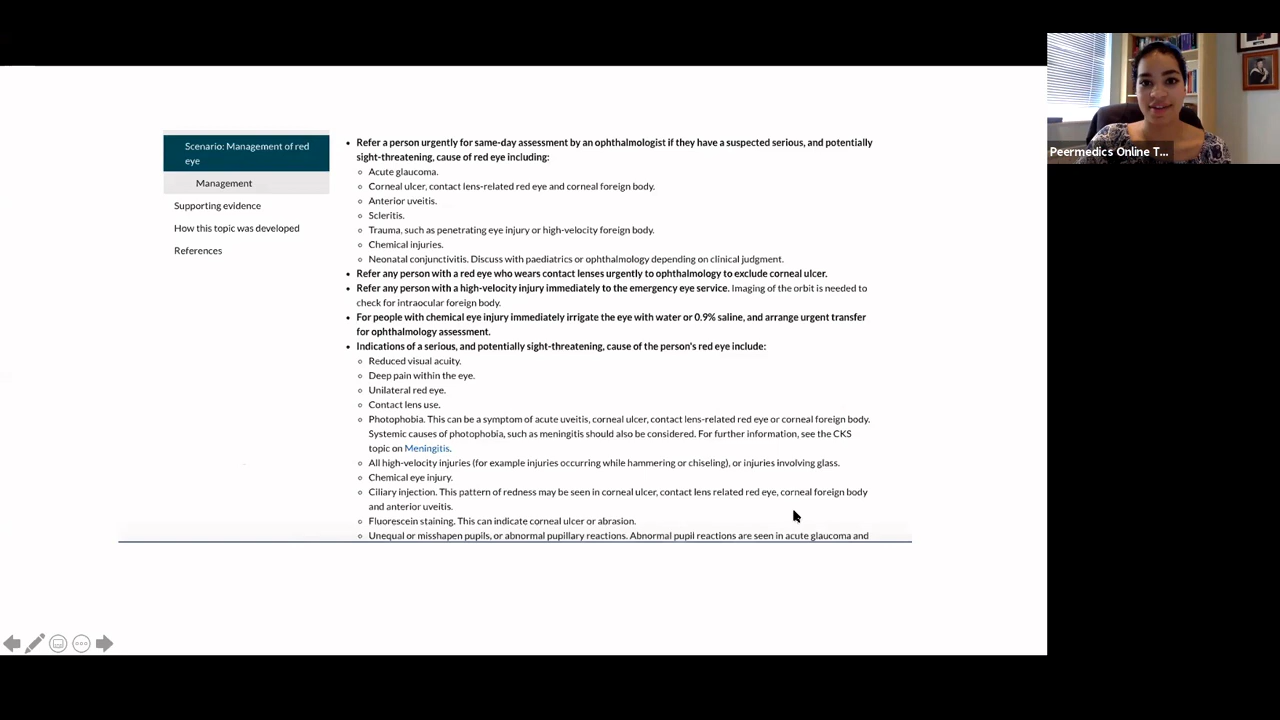 Scenario: Management of red
eye
Management
Supporting evidence
How this topic was developed
References
• Refer a person urgently for same-day assessment by an ophthalmologist if they have a suspected serious, and potentially
sight-threatening, cause of red eye including:
◦ Acute glaucoma.
◦ Corneal ulcer, contact lens-related red eye and corneal foreign body.
◦ Anterior uveitis.
◦ Scleritis.
◦ Trauma, such as penetrating eye injury or high-velocity foreign body.
◦ Chemical injuries.
◦ Neonatal conjunctivitis. Discuss with paediatrics or ophthalmology depending on clinical judgment.
• Refer any person with a red eye who wears contact lenses urgently to ophthalmology to exclude corneal ulcer.
• Refer any person with a high-velocity injury immediately to the emergency eye service. Imaging of the orbit is needed to
check for intraocular foreign body.
• For people with chemical eye injury immediately irrigate the eye with water or 0.9% saline, and arrange urgent transfer
for ophthalmology assessment.
• Indications of a serious, and potentially sight-threatening, cause of the person's red eye include:
◦ Reduced visual acuity.
◦ Deep pain within the eye.
◦ Unilateral red eye.
◦ Contact lens use.
◦ Photophobia. This can be a symptom of acute uveitis, corneal ulcer, contact lens-related red eye or corneal foreign body.
Systemic causes of photophobia, such as meningitis should also be considered. For further information, see the CKS
topic on Meningitis.
◦ All high-velocity injuries (for example injuries occurring while hammering or chiseling), or injuries involving glass.
◦ Chemical eye injury.
◦ Ciliary injection. This pattern of redness may be seen in corneal ulcer, contact lens related red eye, corneal foreign body
and anterior uveitis.
◦ Fluorescein staining. This can indicate corneal ulcer or abrasion.
◦ Unequal or misshapen pupils, or abnormal pupillary reactions. Abnormal pupil reactions are seen in acute glaucoma and
Peermedics Online T...